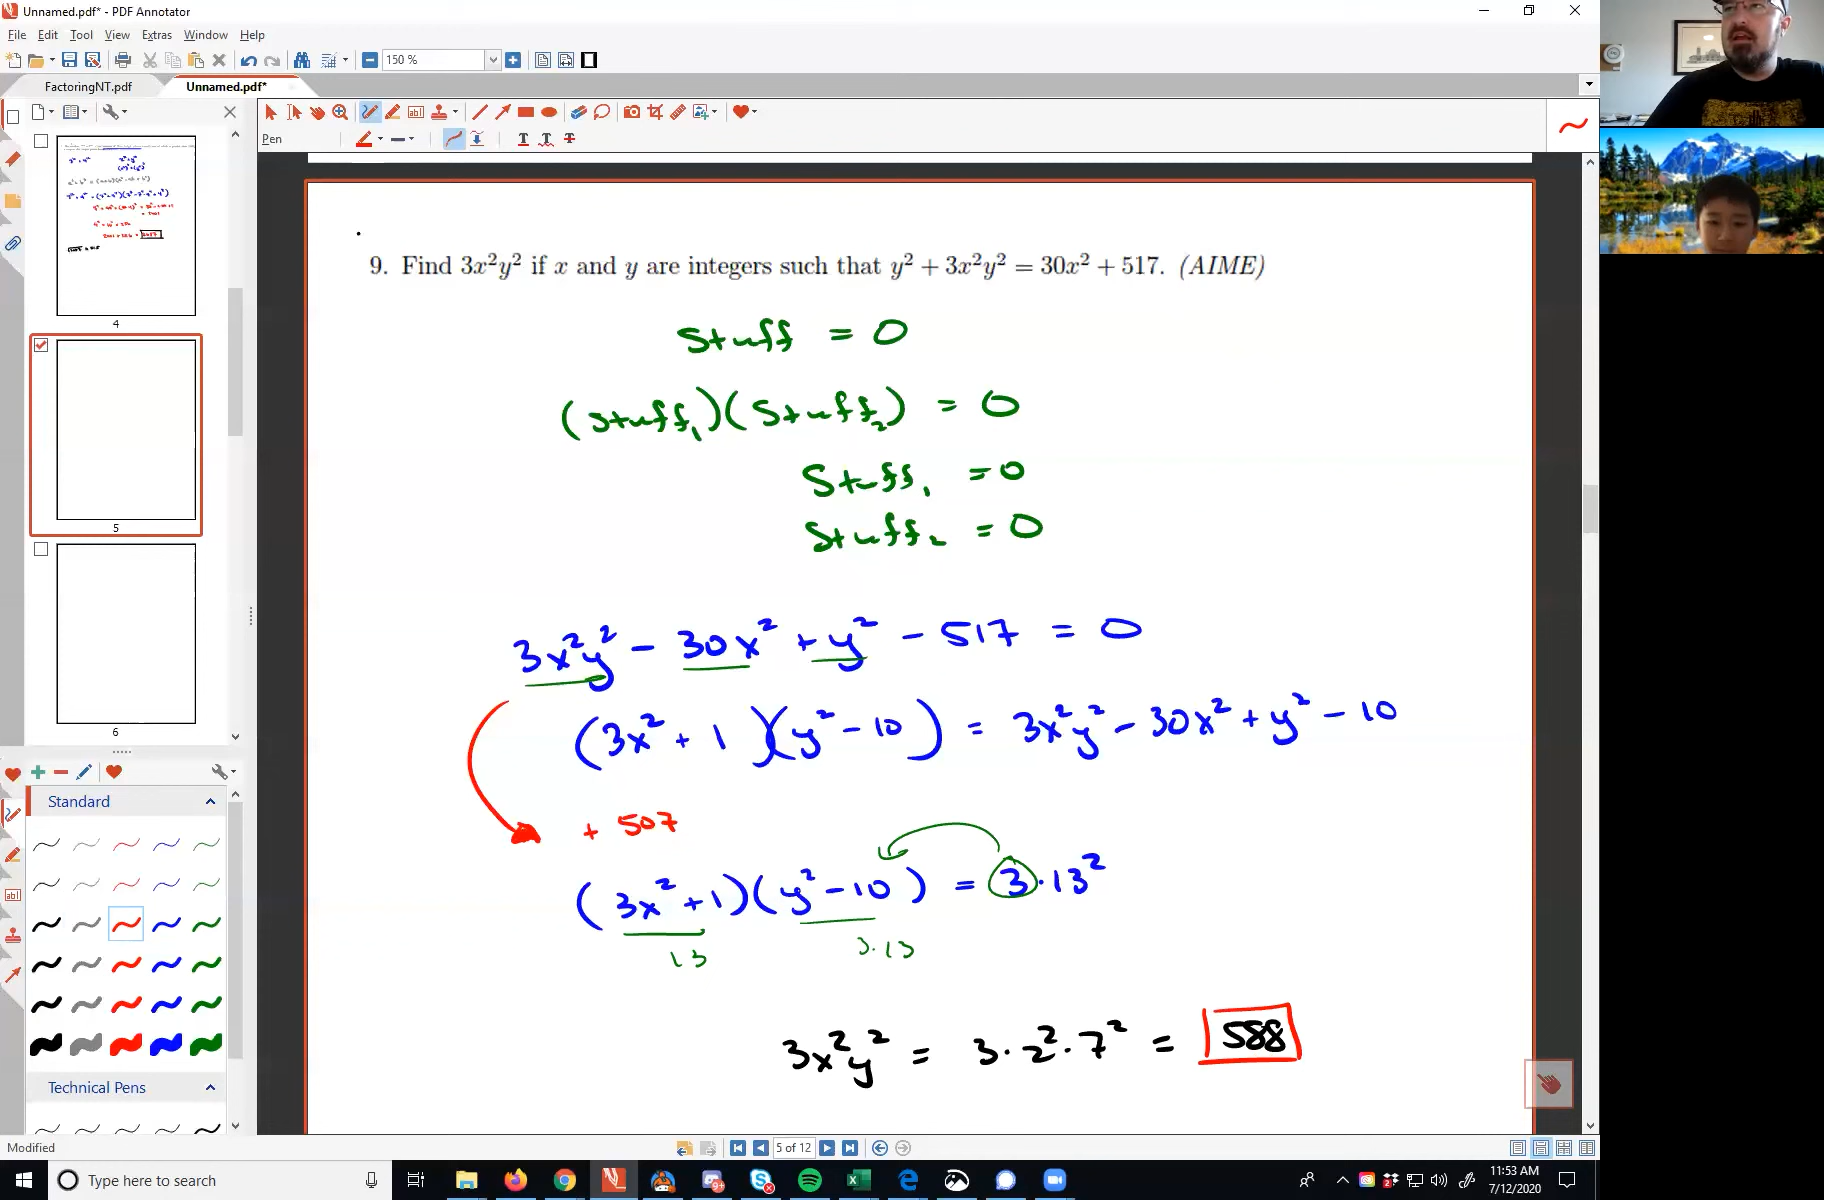 Unnamed.pdf* - PDF Annotator
File Edit Tool View Extras Window Help
150 %
FactoringNT.pdf
Unnamed.pdf*
Pen
4
5
6
Standard
Technical Pens
9. Find 3x²y² if x and y are integers such that y² + 3x²y² = 30x² + 517. (AIME)
Stuff = 0
(Stuff₁)(Stuff₂) = 0
Stuff₁ = 0
Stuff₂ = 0
3x²y² - 30x² + y² - 517 = 0
(3x² + 1)(y² - 10) = 3x²y² - 30x² + y² - 10
+ 507
(3x² + 1)(y² - 10) = 3·13²
13 3·13
3x²y² = 3·2²·7² = 588
Modified
5 of 12
Type here to search
11:53 AM
7/12/2020